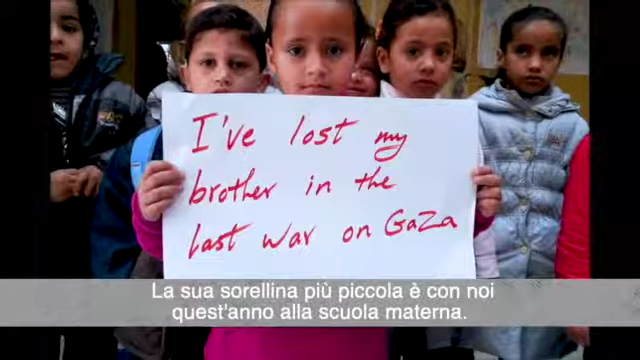 I've lost my
brother in the
last war on Gaza
La sua sorellina più piccola è con noi
quest'anno alla scuola materna.